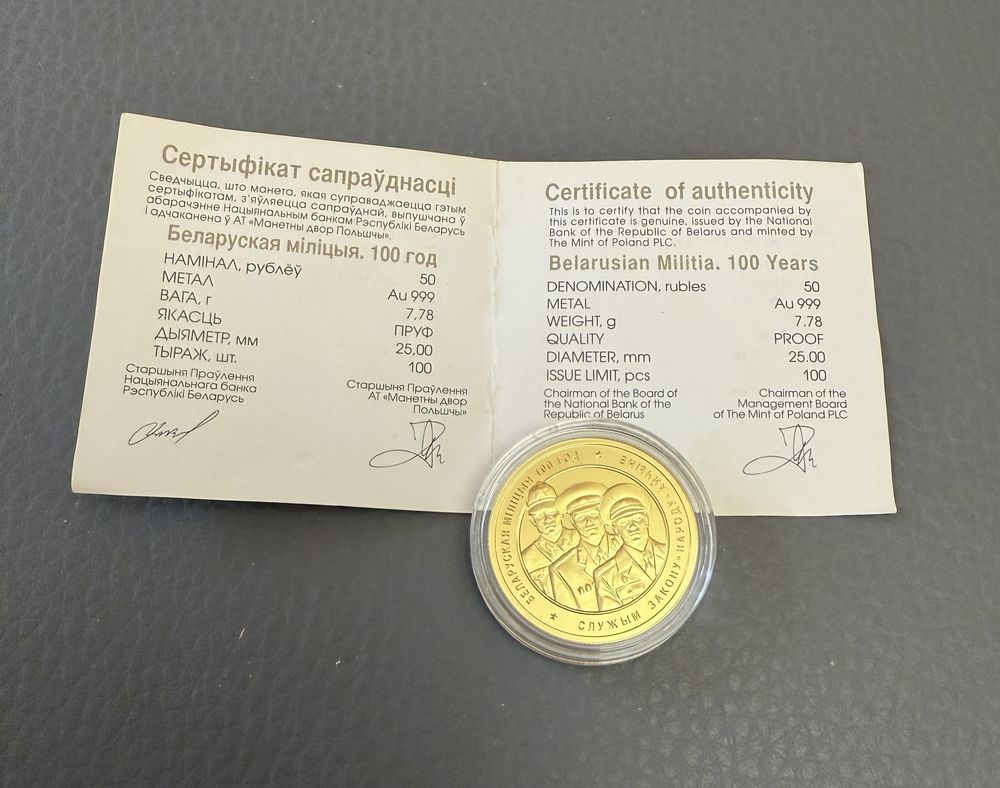 Сертыфікат сапраўднасці
Сведчыцца, што манета, якая суправаджаецца гэтым
сертыфікатам, з'яўляецца сапраўднай, выпушчана ў
абарачэнне Нацыянальным банкам Рэспублікі Беларусь
і адчаканена ў АТ «Манетны двор Польшчы».
Беларуская міліцыя. 100 год
НАМІНАЛ, рублёў 50
МЕТАЛ Au 999
ВАГА, г 7,78
ЯКАСЦЬ ПРУФ
ДЫЯМЕТР, мм 25,00
ТЫРАЖ, шт. 100
Старшыня Праўлення
Нацыянальнага банка
Рэспублікі Беларусь
Старшыня Праўлення
АТ «Манетны двор
Польшчы»
Certificate of authenticity
This is to certify that the coin accompanied by
this certificate is genuine, issued by the National
Bank of the Republic of Belarus and minted by
The Mint of Poland PLC.
Belarusian Militia. 100 Years
DENOMINATION, rubles 50
METAL Au 999
WEIGHT, g 7.78
QUALITY PROOF
DIAMETER, mm 25.00
ISSUE LIMIT, pcs 100
Chairman of the Board of
the National Bank of the
Republic of Belarus
Chairman of the
Management Board
of The Mint of Poland PLC
БЕЛАРУСКАЯ МІЛІЦЫЯ 100 ГОД
СЛУЖЫМ ЗАКОНУ·НАРОДУ·АЙЧЫНЕ